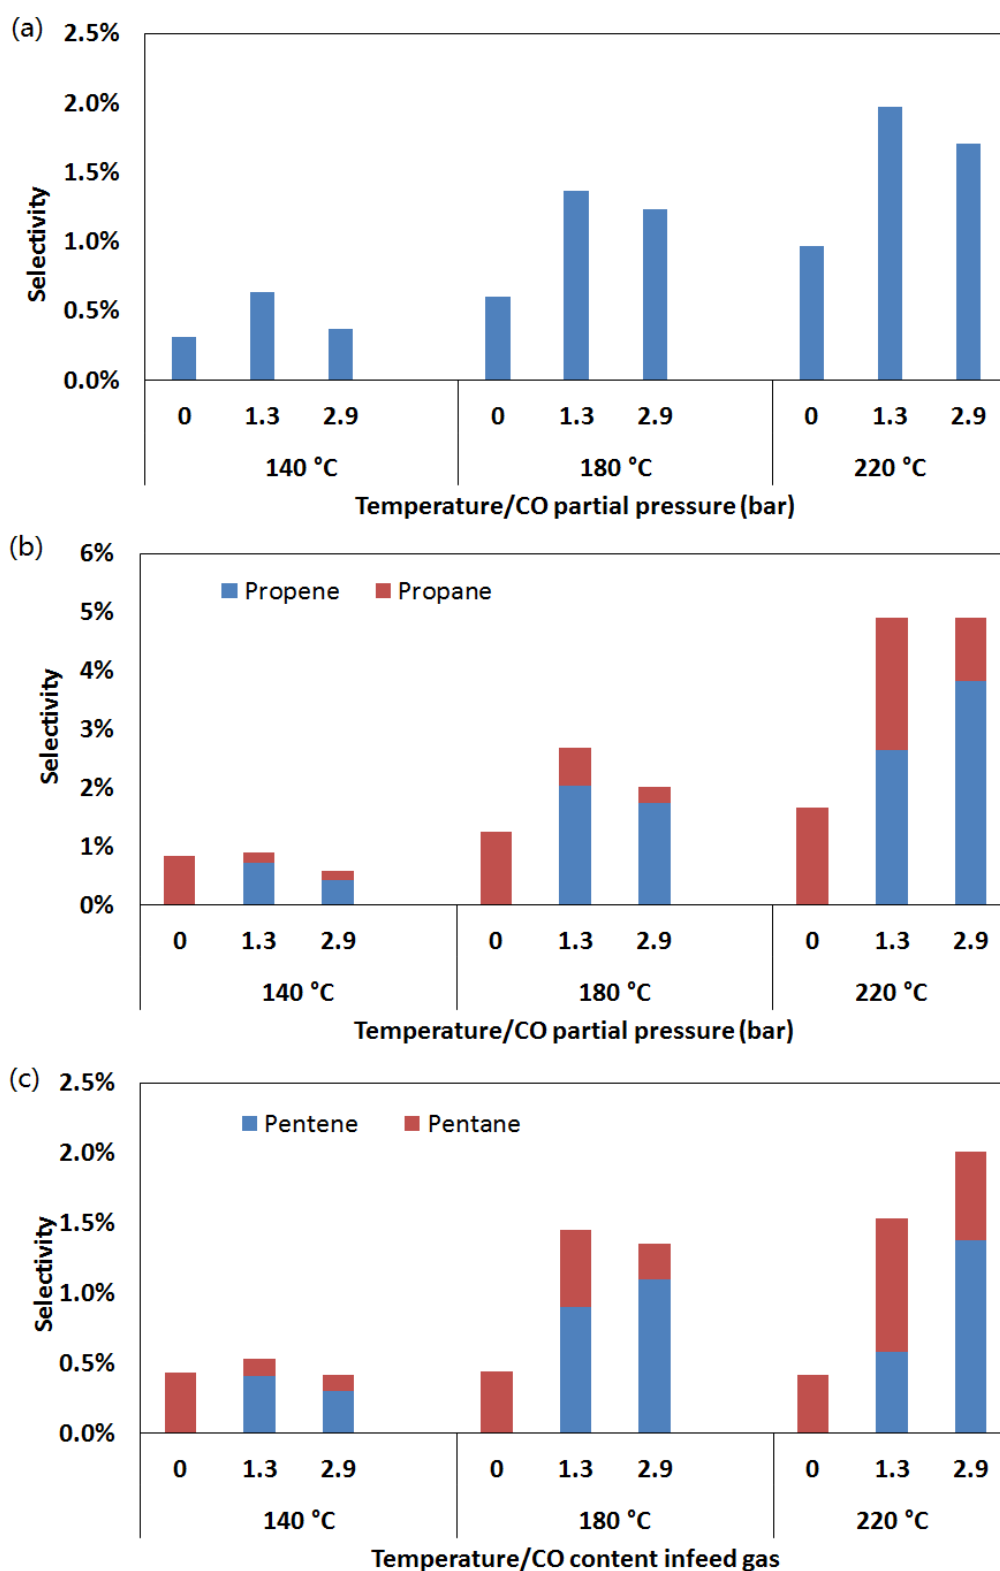 (a)
2.5%
2.0%
1.5%
1.0%
0.5%
0.0%
Selectivity
0 1.3 2.9 0 1.3 2.9 0 1.3 2.9
140 °C 180 °C 220 °C
Temperature/CO partial pressure (bar)
(b)
6%
5%
4%
3%
2%
1%
0%
Selectivity
Propene Propane
0 1.3 2.9 0 1.3 2.9 0 1.3 2.9
140 °C 180 °C 220 °C
Temperature/CO partial pressure (bar)
(c)
2.5%
2.0%
1.5%
1.0%
0.5%
0.0%
Selectivity
Pentene Pentane
0 1.3 2.9 0 1.3 2.9 0 1.3 2.9
140 °C 180 °C 220 °C
Temperature/CO content infeed gas